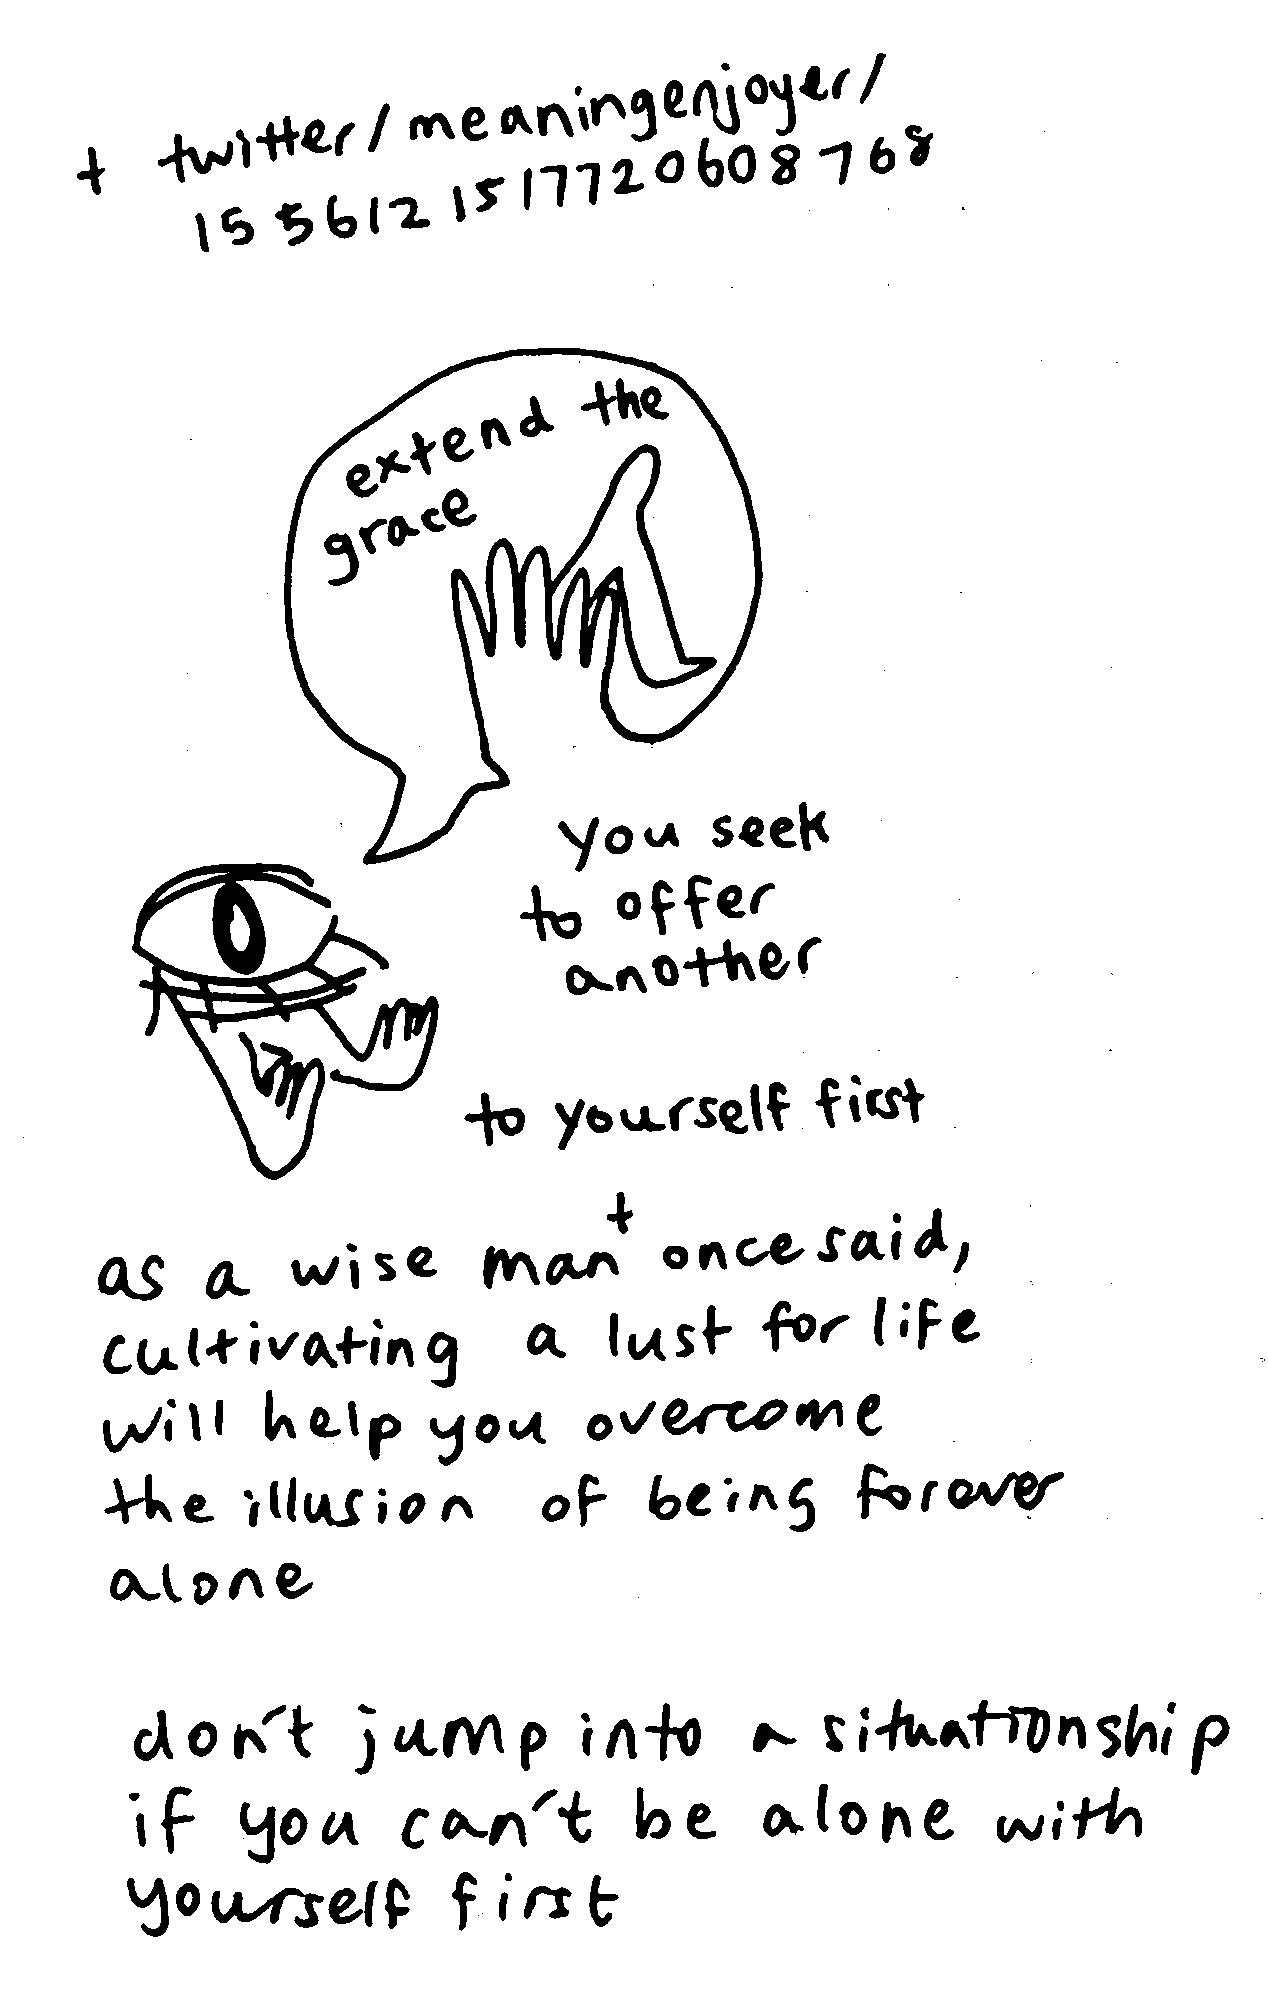 + twitter/meaningenjoyer/
1556121517720608768
extend the
grace
you seek
to offer
another
to yourself first
+
as a wise man once said,
cultivating a lust for life
will help you overcome
the illusion of being forever
alone
don't jump into a situationship
if you can't be alone with
yourself first